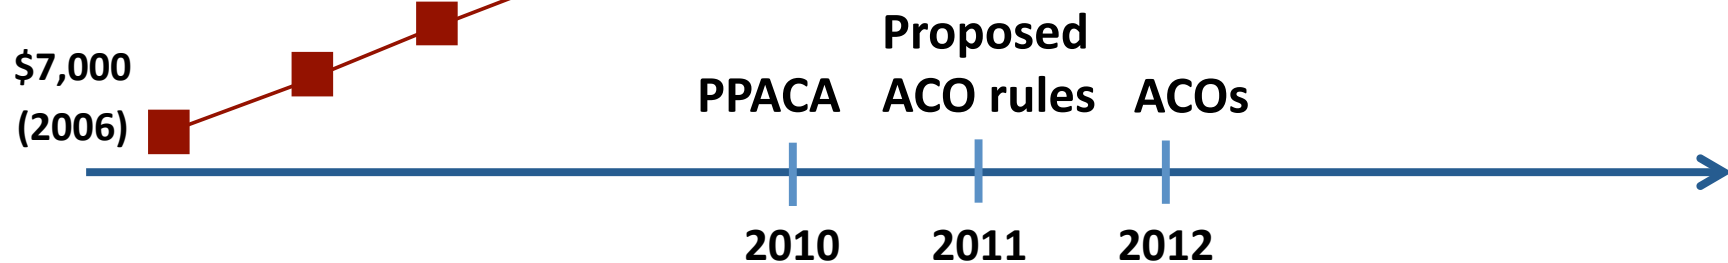 $7,000
(2006)
PPACA
Proposed
ACO rules
ACOs
2010
2011
2012